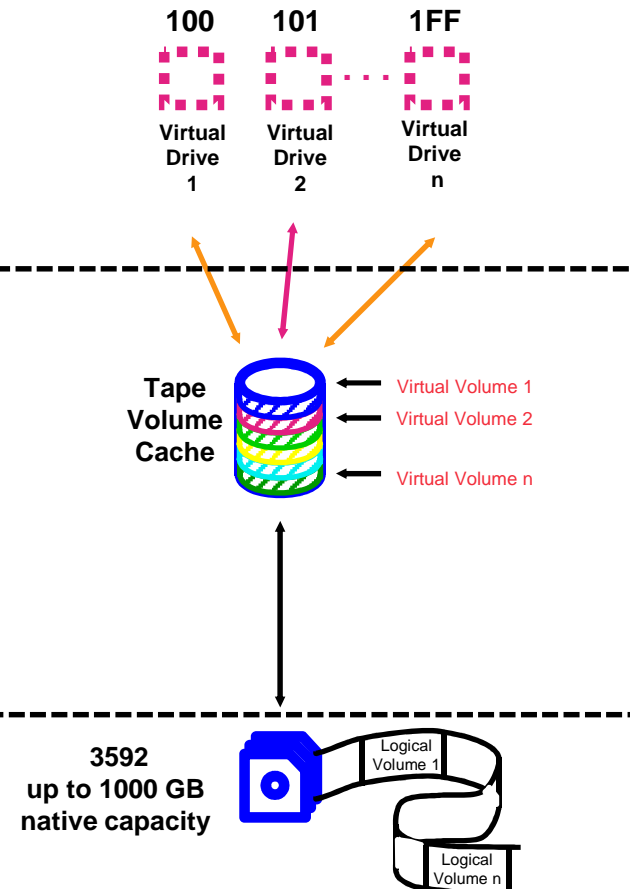 100 101 1FF
Virtual
Drive
1
Virtual
Drive
2
Virtual
Drive
n
Tape
Volume
Cache
Virtual Volume 1
Virtual Volume 2
Virtual Volume n
3592
up to 1000 GB
native capacity
Logical
Volume 1
Logical
Volume n